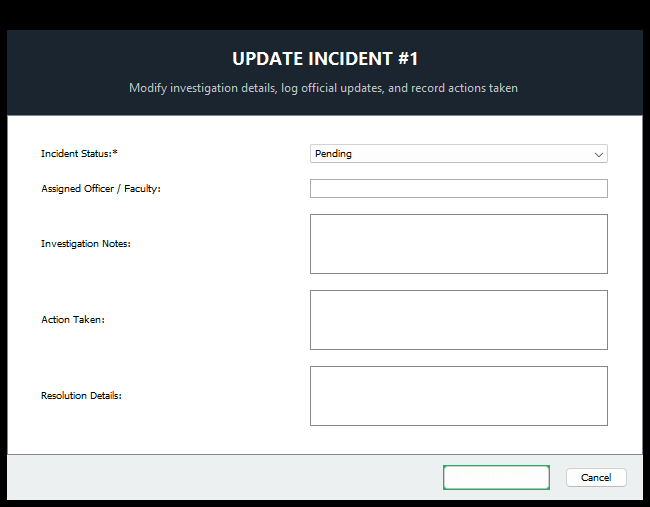 UPDATE INCIDENT #1
Modify investigation details, log official updates, and record actions taken
Incident Status:*
Pending
Assigned Officer / Faculty:
Investigation Notes:
Action Taken:
Resolution Details:
Cancel